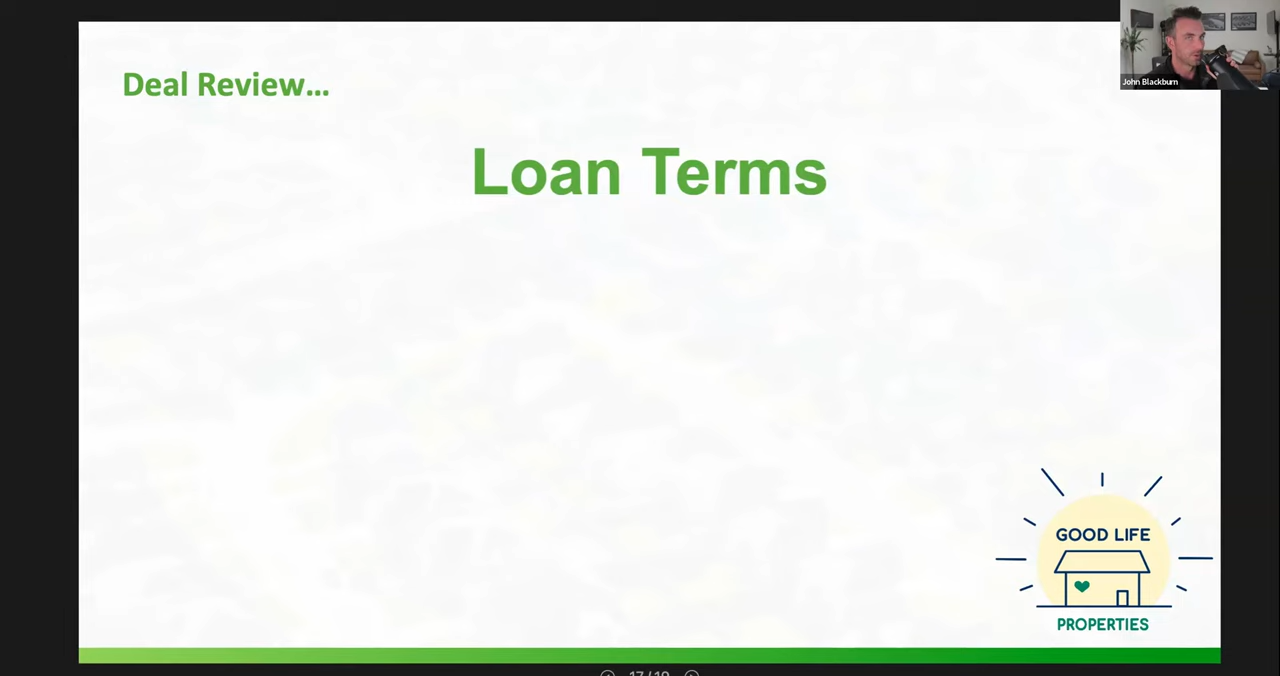 John Blackburn
Deal Review...
Loan Terms
GOOD LIFE
PROPERTIES